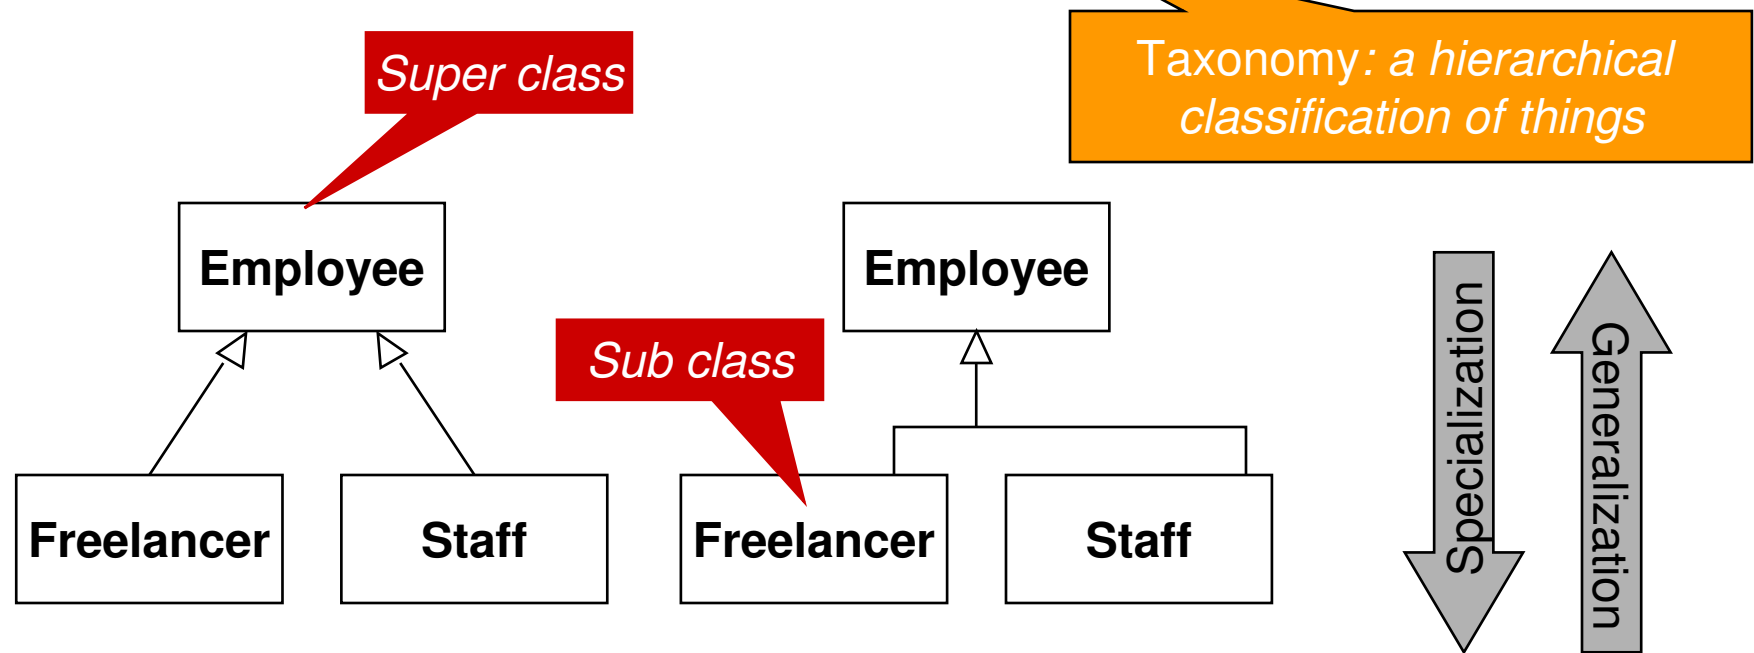 Taxonomy: a hierarchical
classification of things
Super class
Employee
Employee
Sub class
Freelancer
Staff
Freelancer
Staff
Specialization
Generalization